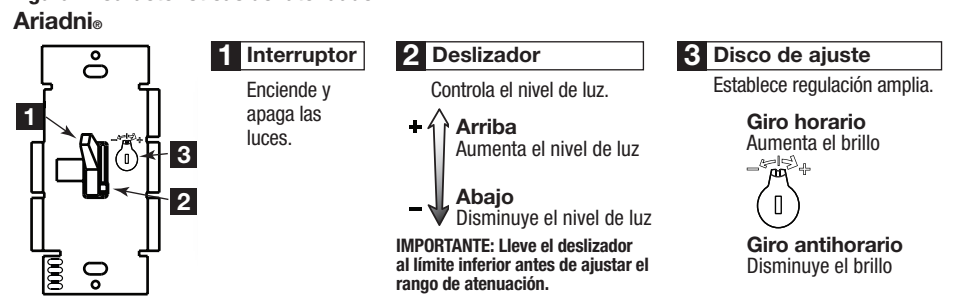 Ariadni®
1 Interruptor
Enciende y
apaga las
luces.
2 Deslizador
Controla el nivel de luz.
+ Arriba
Aumenta el nivel de luz
– Abajo
Disminuye el nivel de luz
IMPORTANTE: Lleve el deslizador
al límite inferior antes de ajustar el
rango de atenuación.
3 Disco de ajuste
Establece regulación amplia.
Giro horario
Aumenta el brillo
– +
Giro antihorario
Disminuye el brillo
1
– +
3
2